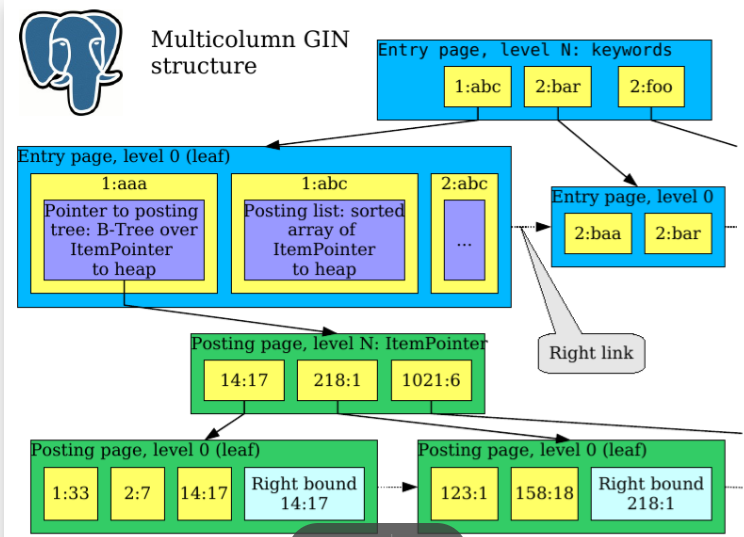 Multicolumn GIN
structure
Entry page, level N: keywords
1:abc 2:bar 2:foo
Entry page, level 0 (leaf)
1:aaa
Pointer to posting
tree: B-Tree over
ItemPointer
to heap
1:abc
Posting list: sorted
array of
ItemPointer
to heap
2:abc
...
Entry page, level 0
2:baa 2:bar
Right link
Posting page, level N: ItemPointer
14:17 218:1 1021:6
Posting page, level 0 (leaf)
1:33 2:7 14:17
Right bound
14:17
Posting page, level 0 (leaf)
123:1 158:18
Right bound
218:1